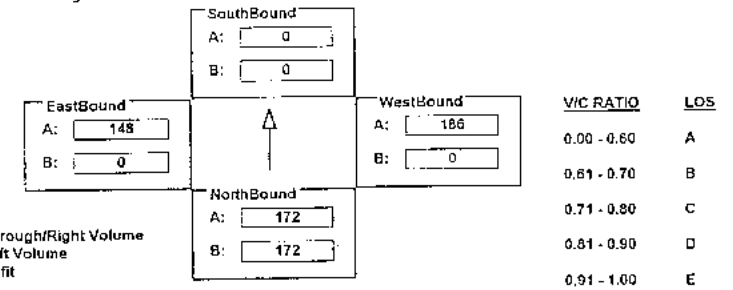 SouthBound
A: 0
B: 0
EastBound
A: 148
B: 0
WestBound
A: 186
B: 0
NorthBound
A: 172
B: 172
rough/Right Volume
ft Volume
fit
V/C RATIO LOS
0.00 - 0.60 A
0.61 - 0.70 B
0.71 - 0.80 C
0.81 - 0.90 D
0.91 - 1.00 E